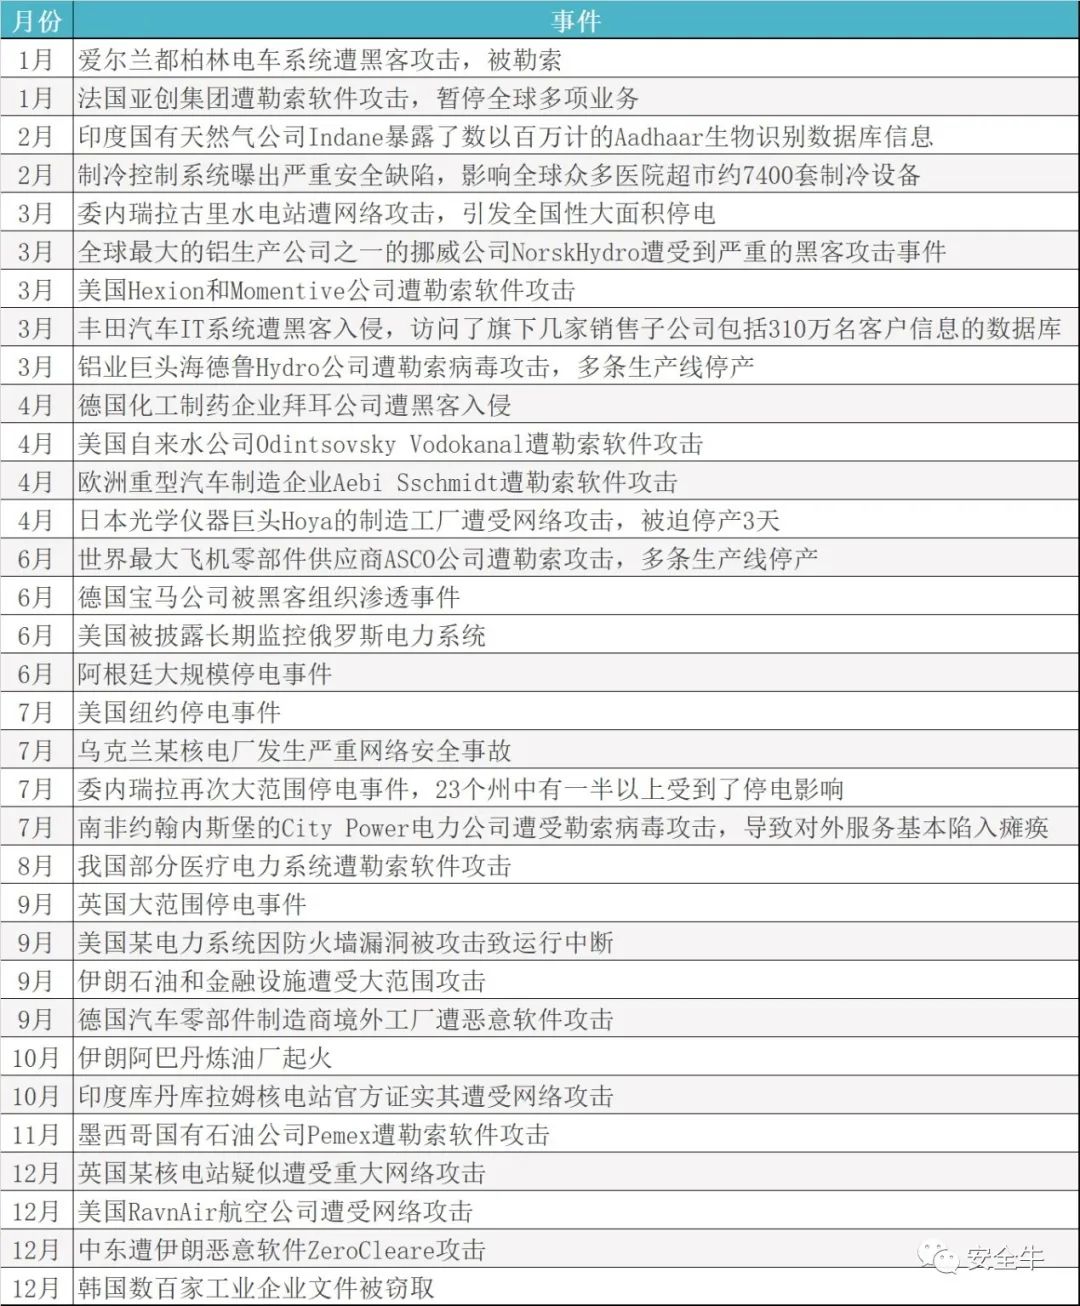 月份 事件
1月 爱尔兰都柏林电车系统遭黑客攻击，被勒索
1月 法国亚创集团遭勒索软件攻击，暂停全球多项业务
2月 印度国有天然气公司Indane暴露了数以百万计的Aadhaar生物识别数据库信息
2月 制冷控制系统曝出严重安全缺陷，影响全球众多医院超市约7400套制冷设备
3月 委内瑞拉古里水电站遭网络攻击，引发全国性大面积停电
3月 全球最大的铝生产公司之一的挪威公司NorskHydro遭受到严重的黑客攻击事件
3月 美国Hexion和Momentive公司遭勒索软件攻击
3月 丰田汽车IT系统遭黑客入侵，访问了旗下几家销售子公司包括310万名客户信息的数据库
3月 铝业巨头海德鲁Hydro公司遭勒索病毒攻击，多条生产线停产
4月 德国化工制药企业拜耳公司遭黑客入侵
4月 美国自来水公司Odintsovsky Vodokanal遭勒索软件攻击
4月 欧洲重型汽车制造企业Aebi Sschmidt遭勒索软件攻击
4月 日本光学仪器巨头Hoya的制造工厂遭受网络攻击，被迫停产3天
6月 世界最大飞机零部件供应商ASCO公司遭勒索攻击，多条生产线停产
6月 德国宝马公司被黑客组织渗透事件
6月 美国被披露长期监控俄罗斯电力系统
6月 阿根廷大规模停电事件
7月 美国纽约停电事件
7月 乌克兰某核电厂发生严重网络安全事故
7月 委内瑞拉再次大范围停电事件，23个州中有一半以上受到了停电影响
7月 南非约翰内斯堡的City Power电力公司遭受勒索病毒攻击，导致对外服务基本陷入瘫痪
8月 我国部分医疗电力系统遭勒索软件攻击
9月 英国大范围停电事件
9月 美国某电力系统因防火墙漏洞被攻击致运行中断
9月 伊朗石油和金融设施遭受大范围攻击
9月 德国汽车零部件制造商境外工厂遭恶意软件攻击
10月 伊朗阿巴丹炼油厂起火
10月 印度库丹库拉姆核电站官方证实其遭受网络攻击
11月 墨西哥国有石油公司Pemex遭勒索软件攻击
12月 英国某核电站疑似遭受重大网络攻击
12月 美国RavnAir航空公司遭受网络攻击
12月 中东遭伊朗恶意软件ZeroCleare攻击
安全牛
12月 韩国数百家工业企业文件被窃取